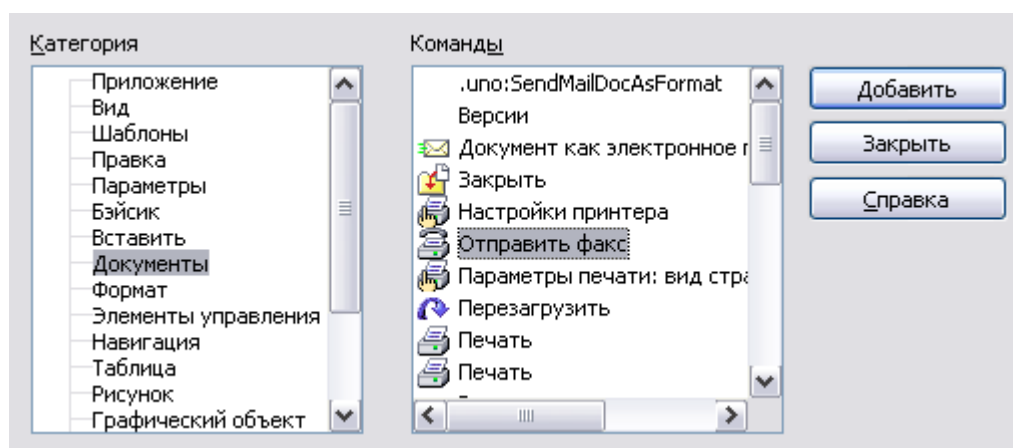 Категория
Приложение
Вид
Шаблоны
Правка
Параметры
Бэйсик
Вставить
Документы
Формат
Элементы управления
Навигация
Таблица
Рисунок
Графический объект
Команды
.uno:SendMailDocAsFormat
Версии
Документ как электронное
Закрыть
Настройки принтера
Отправить факс
Параметры печати: вид стра
Перезагрузить
Печать
Печать
Добавить
Закрыть
Справка